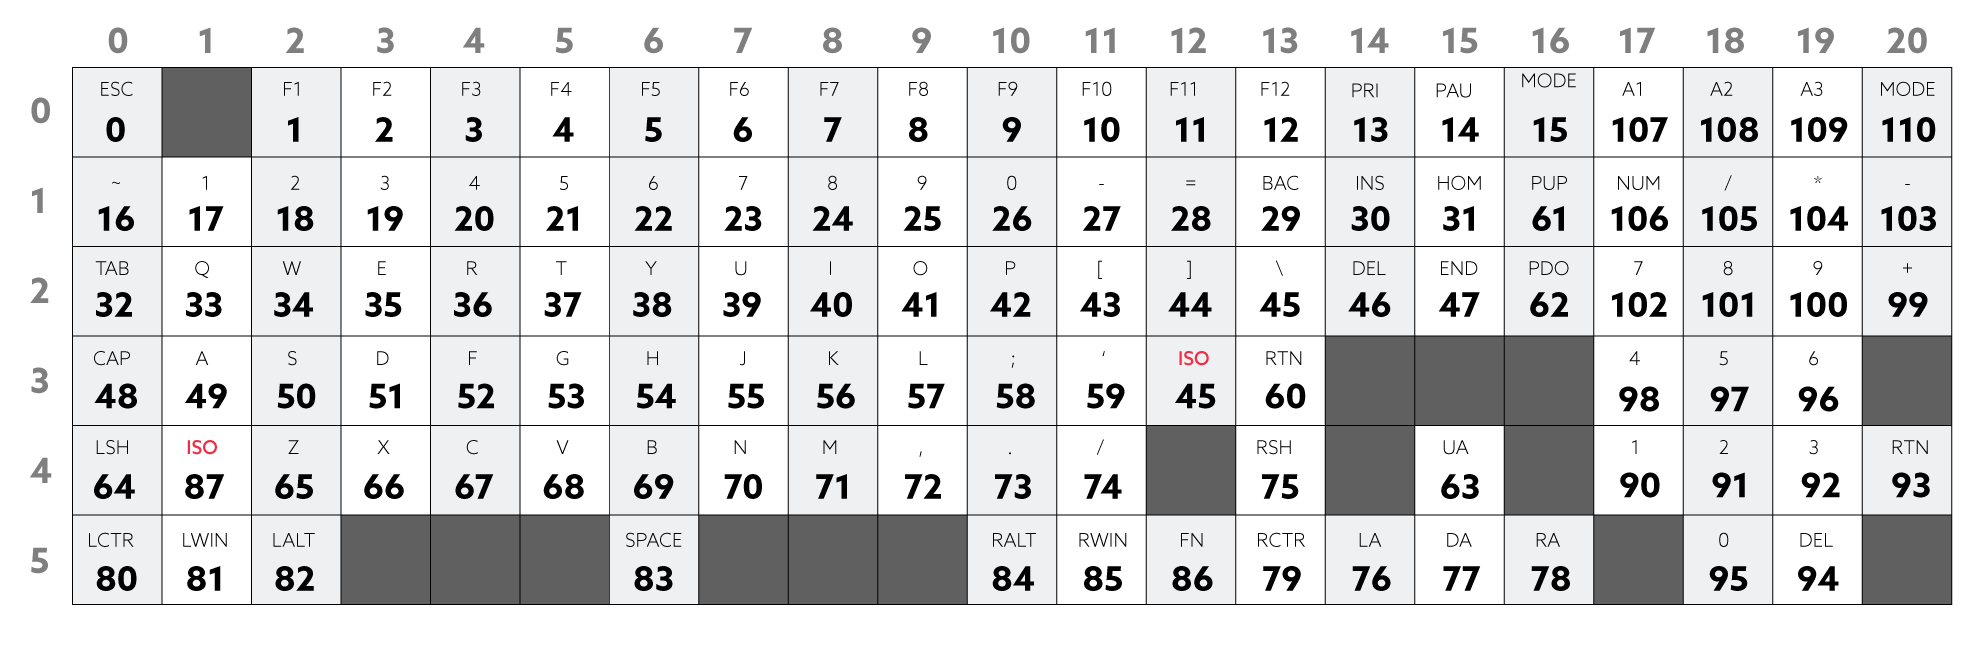 0 1 2 3 4 5 6 7 8 9 10 11 12 13 14 15 16 17 18 19 20
0
ESC F1 F2 F3 F4 F5 F6 F7 F8 F9 F10 F11 F12 PRI PAU MODE A1 A2 A3 MODE
0 1 2 3 4 5 6 7 8 9 10 11 12 13 14 15 107 108 109 110
1
~ 1 2 3 4 5 6 7 8 9 0 - = BAC INS HOM PUP NUM / * -
16 17 18 19 20 21 22 23 24 25 26 27 28 29 30 31 61 106 105 104 103
2
TAB Q W E R T Y U I O P [ ] \ DEL END PDO 7 8 9 +
32 33 34 35 36 37 38 39 40 41 42 43 44 45 46 47 62 102 101 100 99
3
CAP A S D F G H J K L ; ‘ ISO RTN 4 5 6
48 49 50 51 52 53 54 55 56 57 58 59 45 60 98 97 96
4
LSH ISO Z X C V B N M , . / RSH UA 1 2 3 RTN
64 87 65 66 67 68 69 70 71 72 73 74 75 63 90 91 92 93
5
LCTR LWIN LALT SPACE RALT RWIN FN RCTR LA DA RA 0 DEL
80 81 82 83 84 85 86 79 76 77 78 95 94